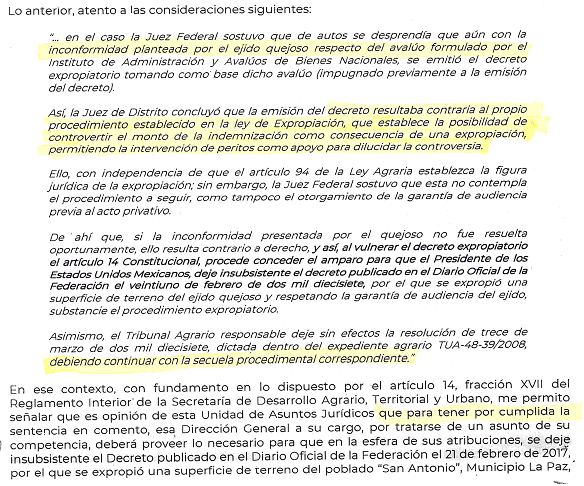 Lo anterior, atento a las consideraciones siguientes:
"... en el caso la Juez Federal sostuvo que de autos se desprendía que aún con la
inconformidad planteada por el ejido quejoso respecto del avalúo formulado por el
Instituto de Administración y Avalúos de Bienes Nacionales, se emitió el decreto
expropiatorio tomando como base dicho avalúo (impugnado previamente a la emisión
del decreto).
Así, la Juez de Distrito concluyó que la emisión del decreto resultaba contraria al propio
procedimiento establecido en la ley de Expropiación, que establece la posibilidad de
controvertir el monto de la indemnización como consecuencia de una expropiación,
permitiendo la intervención de peritos como apoyo para dilucidar la controversia.
Ello, con independencia de que el artículo 94 de la Ley Agraria establezca la figura
jurídica de la expropiación; sin embargo, la Juez Federal sostuvo que esta no contempla
el procedimiento a seguir, como tampoco el otorgamiento de la garantía de audiencia
previa al acto privativo.
De ahí que, si la inconformidad presentada por el quejoso no fue resuelta
oportunamente, ello resulta contrario a derecho, y así, al vulnerar el decreto expropiatorio
el artículo 14 Constitucional, procede conceder el amparo para que el Presidente de los
Estados Unidos Mexicanos, deje insubsistente el decreto publicado en el Diario Oficial de la
Federación el veintiuno de febrero de dos mil diecisiete, por el que se expropió una
superficie de terreno del ejido quejoso y respetando la garantía de audiencia del ejido,
substancie el procedimiento expropiatorio.
Asimismo, el Tribunal Agrario responsable deje sin efectos la resolución de trece de
marzo de dos mil diecisiete, dictada dentro del expediente agrario TUA-48-39/2008,
debiendo continuar con la secuela procedimental correspondiente."
En ese contexto, con fundamento en lo dispuesto por el artículo 14, fracción XVII del
Reglamento Interior de la Secretaría de Desarrollo Agrario, Territorial y Urbano, me permito
señalar que es opinión de esta Unidad de Asuntos Jurídicos que para tener por cumplida la
sentencia en comento, esa Dirección General a su cargo, por tratarse de un asunto de su
competencia, deberá proveer lo necesario para que en la esfera de sus atribuciones, se deje
insubsistente el Decreto publicado en el Diario Oficial de la Federación el 21 de febrero de 2017,
por el que se expropió una superficie de terreno del poblado "San Antonio", Municipio La Paz,